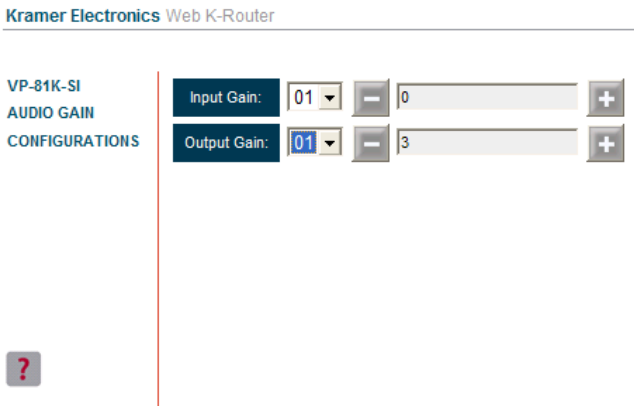 Kramer Electronics Web K-Router
VP-81K-SI
AUDIO GAIN
CONFIGURATIONS
Input Gain: 01 − 0 +
Output Gain: 01 − 3 +
?